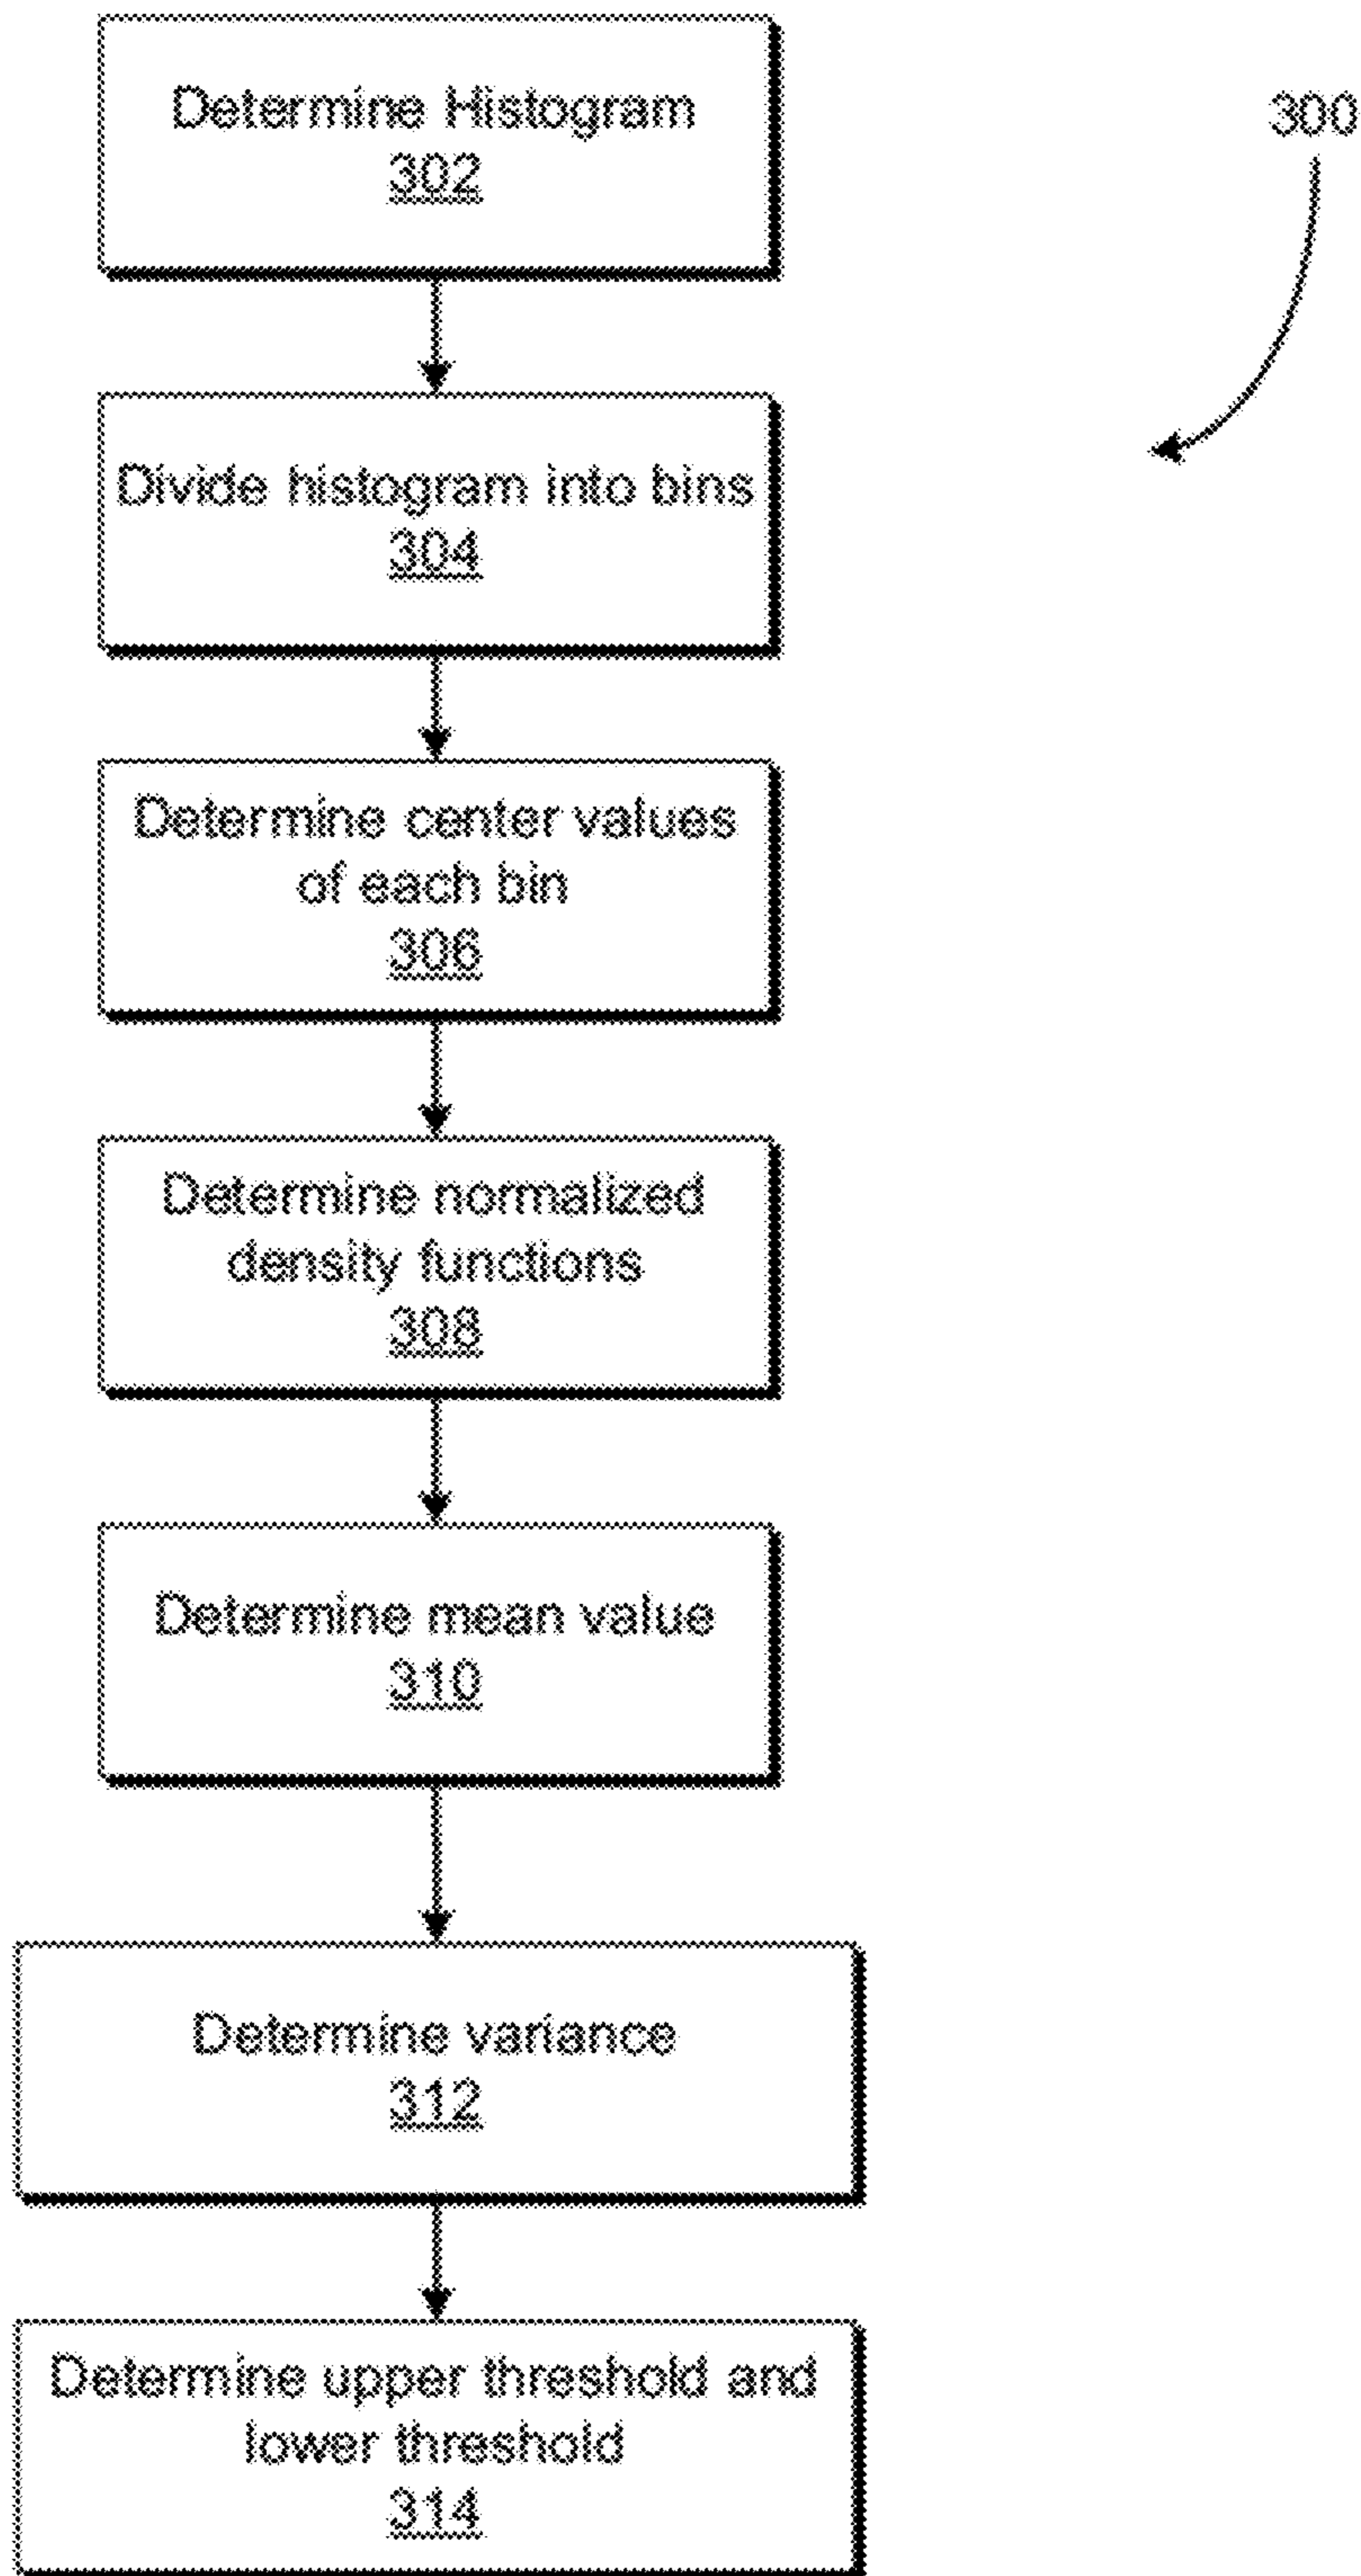 Determine Histogram
302
300
Divide histogram into bins
304
Determine center values
of each bin
306
Determine normalized
density functions
308
Determine mean value
310
Determine variance
312
Determine upper threshold and
lower threshold
314